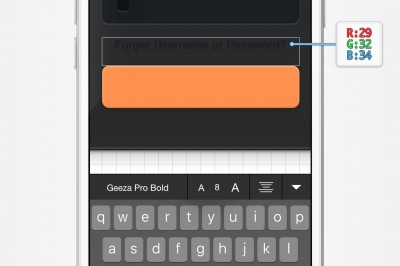 Forgot Username or Password?
R:29
G:32
B:34
Geeza Pro Bold
A 8 A
q w e r t y u i o p
a s d f g h j k l